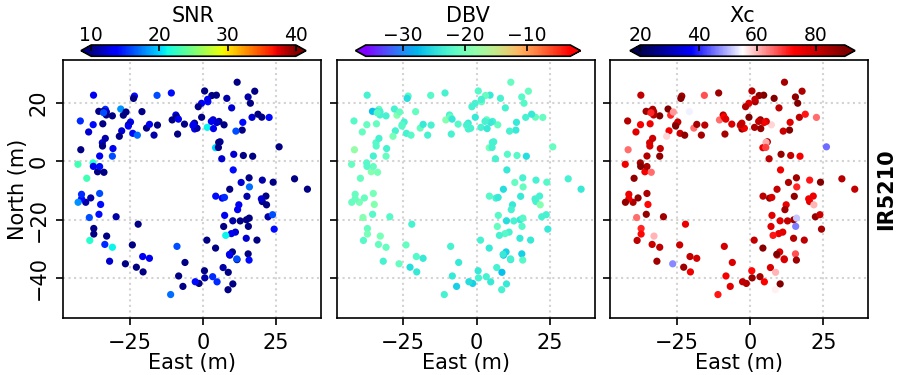 SNR DBV Xc
10 20 30 40 −30 −20 −10 20 40 60 80
20
0
−20
−40
North (m)
−25 0 25 −25 0 25 −25 0 25
East (m) East (m) East (m)
IR5210